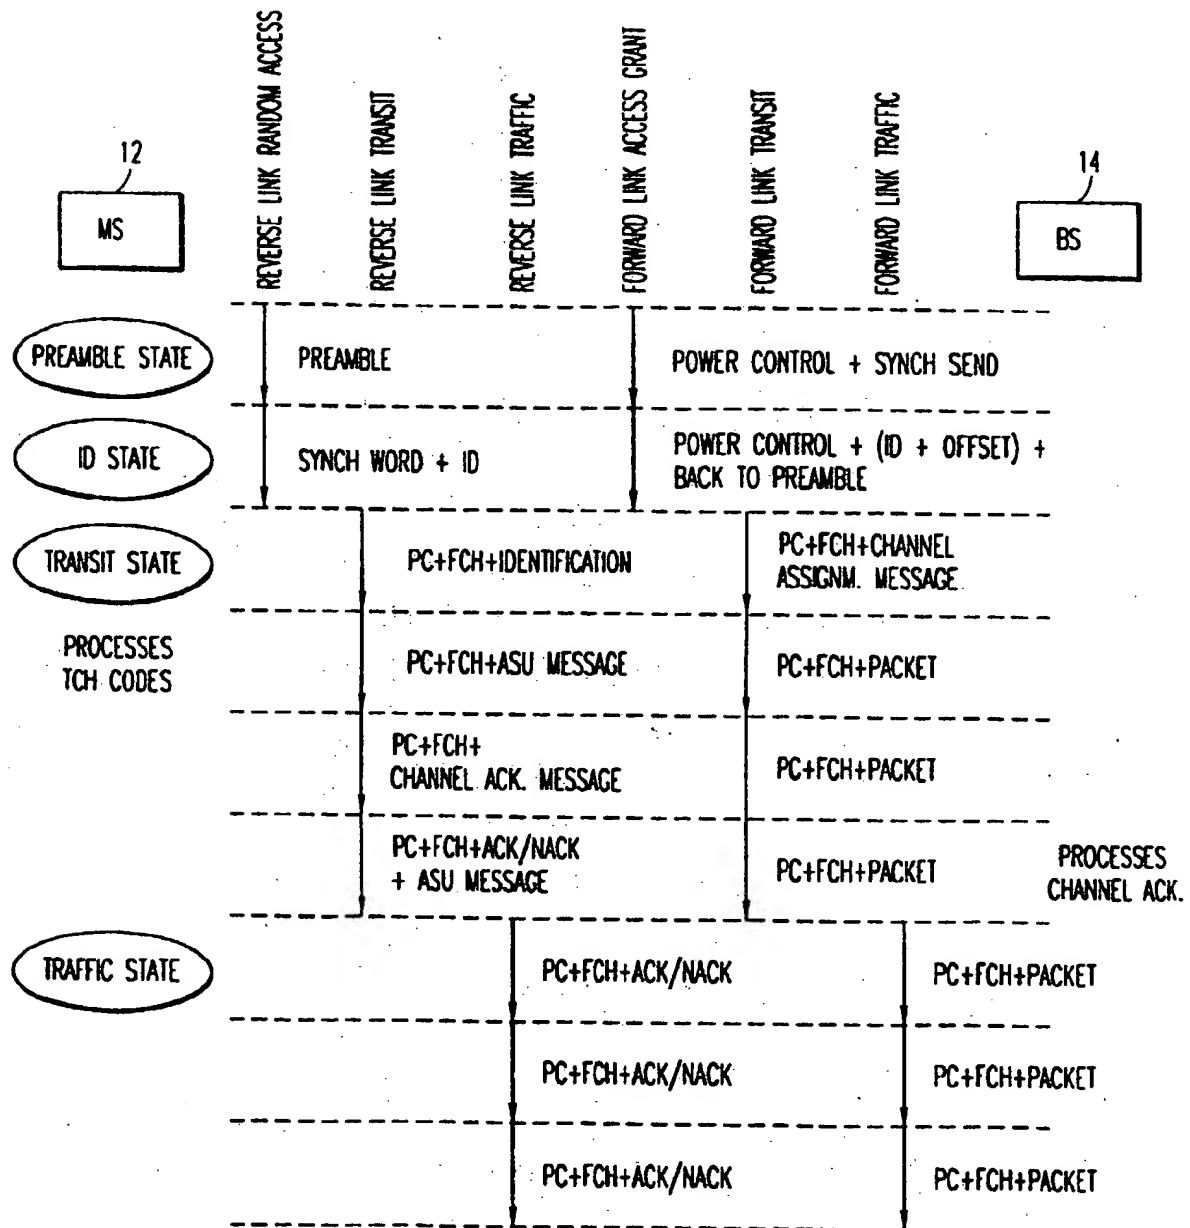 REVERSE LINK RANDOM ACCESS
REVERSE LINK TRANSIT
REVERSE LINK TRAFFIC
FORWARD LINK ACCESS GRANT
FORWARD LINK TRANSIT
FORWARD LINK TRAFFIC
12
MS
14
BS
PREAMBLE STATE
PREAMBLE
POWER CONTROL + SYNCH SEND
ID STATE
SYNCH WORD + ID
POWER CONTROL + (ID + OFFSET) +
BACK TO PREAMBLE
TRANSIT STATE
PC+FCH+IDENTIFICATION
PC+FCH+CHANNEL
ASSIGNM. MESSAGE
PROCESSES
TCH CODES
PC+FCH+ASU MESSAGE
PC+FCH+PACKET
PC+FCH+
CHANNEL ACK. MESSAGE
PC+FCH+PACKET
PC+FCH+ACK/NACK
+ ASU MESSAGE
PC+FCH+PACKET
PROCESSES
CHANNEL ACK.
TRAFFIC STATE
PC+FCH+ACK/NACK
PC+FCH+PACKET
PC+FCH+ACK/NACK
PC+FCH+PACKET
PC+FCH+ACK/NACK
PC+FCH+PACKET